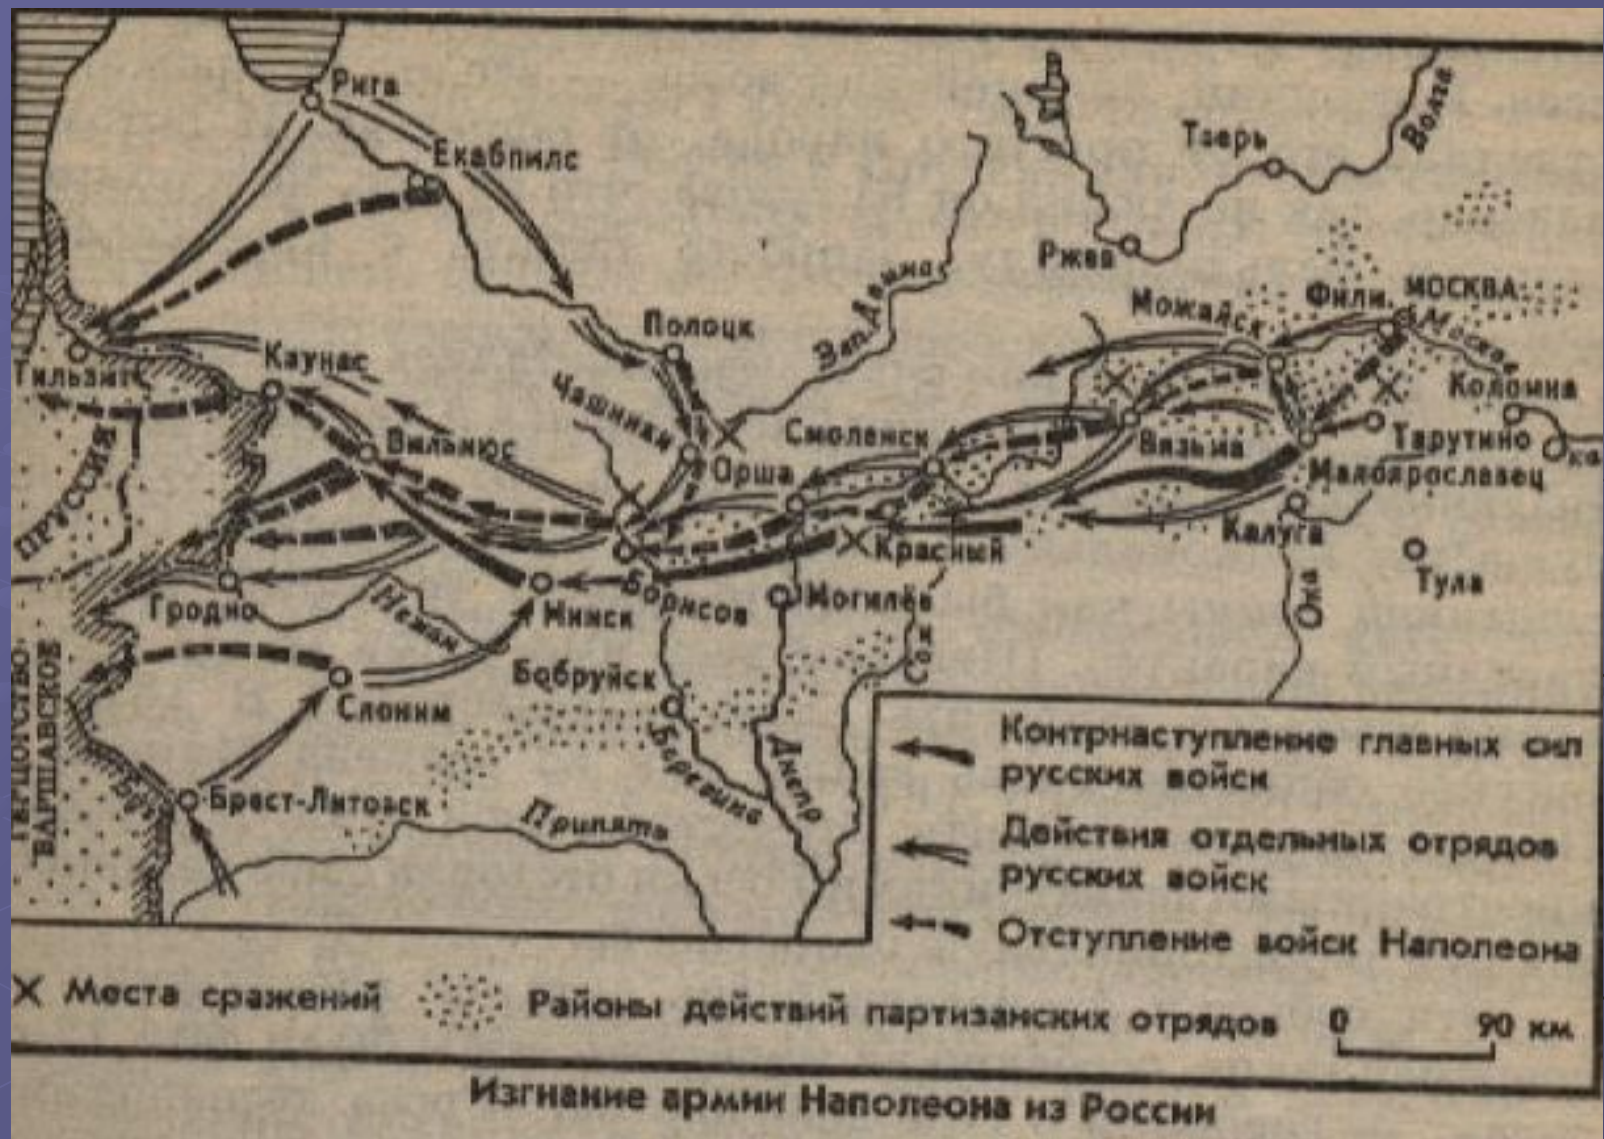 Рига
Екабпилс
Тверь
Волга
Ржев
Полоцк
Зап. Двина
Можайск
Фили
МОСКВА
Москва
Тильзит
Каунас
Чашники
Коломна
Вильнюс
Смоленск
Вязьма
Тарутино
Ока
ПРУССИЯ
Орша
Малоярославец
Красный
Калуга
Тула
Гродно
Неман
Минск
Борисов
Могилёв
Сож
Ока
ГЕРЦОГСТВО
ВАРШАВСКОЕ
Слоним
Бобруйск
Березина
Днепр
Буг
Брест-Литовск
Припять
Контрнаступление главных сил
русских войск
Действия отдельных отрядов
русских войск
Отступление войск Наполеона
Места сражений
Районы действий партизанских отрядов
0 90 км
Изгнание армии Наполеона из России